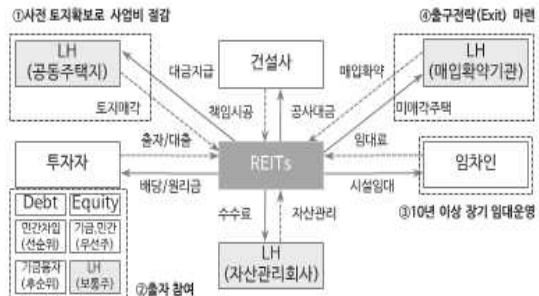 ①사전 토지확보로 사업비 절감
④출구전략(Exit) 마련
LH
(공동주택지)
대금지급
건설사
매입확약
LH
(매입확약기관)
토지매각
책임시공
공사대금
미매각주택
출자/대출
임대료
투자자
REITs
임차인
배당/원리금
시설임대
Debt
Equity
수수료
자산관리
③10년 이상 장기 임대운영
민간차입
(선순위)
기금,민간
(우선주)
LH
(자산관리회사)
기금융자
(후순위)
LH
(보통주)
②출자 참여